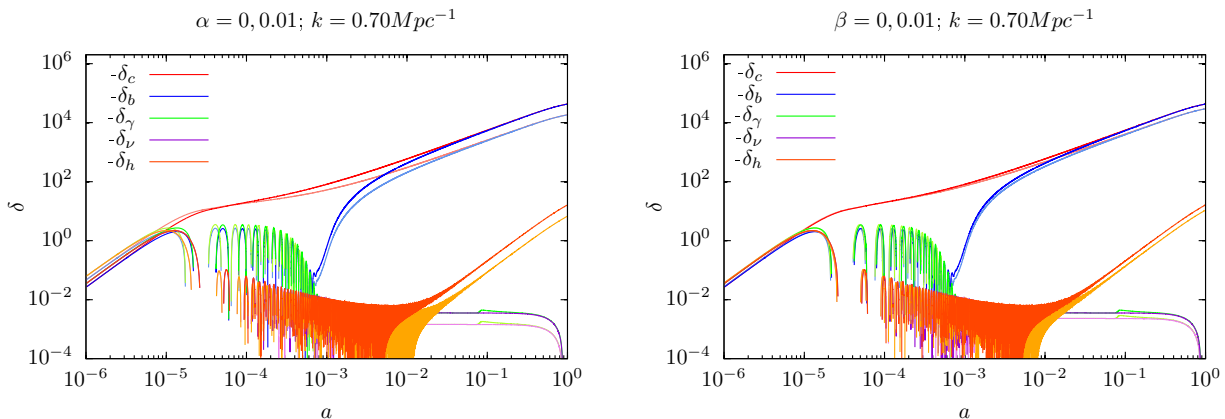 α = 0, 0.01; k = 0.70Mpc⁻¹
10⁶
10⁴
10²
10⁰
10⁻²
10⁻⁴
δ
-δ_c
-δ_b
-δ_γ
-δ_ν
-δ_h
10⁻⁶ 10⁻⁵ 10⁻⁴ 10⁻³ 10⁻² 10⁻¹ 10⁰
a
β = 0, 0.01; k = 0.70Mpc⁻¹
10⁶
10⁴
10²
10⁰
10⁻²
10⁻⁴
δ
-δ_c
-δ_b
-δ_γ
-δ_ν
-δ_h
10⁻⁶ 10⁻⁵ 10⁻⁴ 10⁻³ 10⁻² 10⁻¹ 10⁰
a